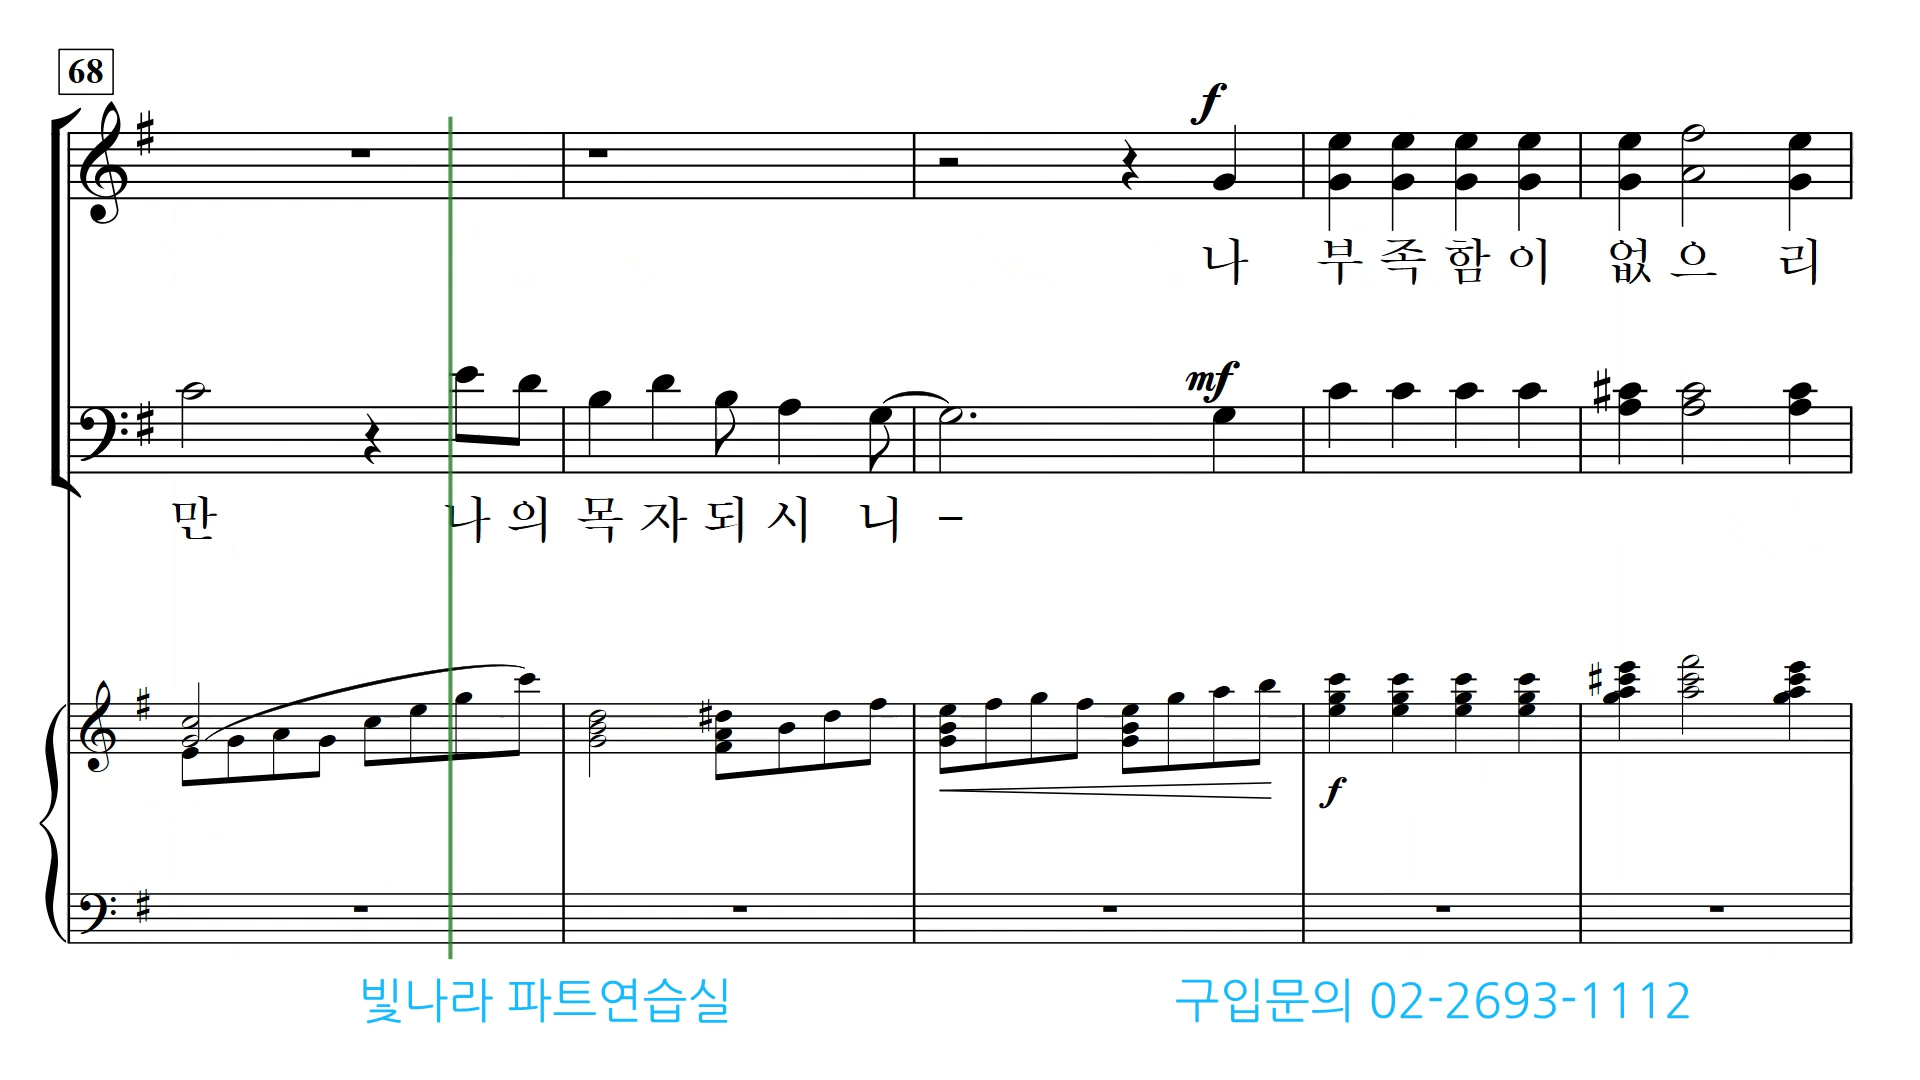 68
f
나 부 족 함 이 없 으 리
mf
만 나 의 목 자 되 시 니 -
f
빛나라 파트연습실
구입문의 02-2693-1112